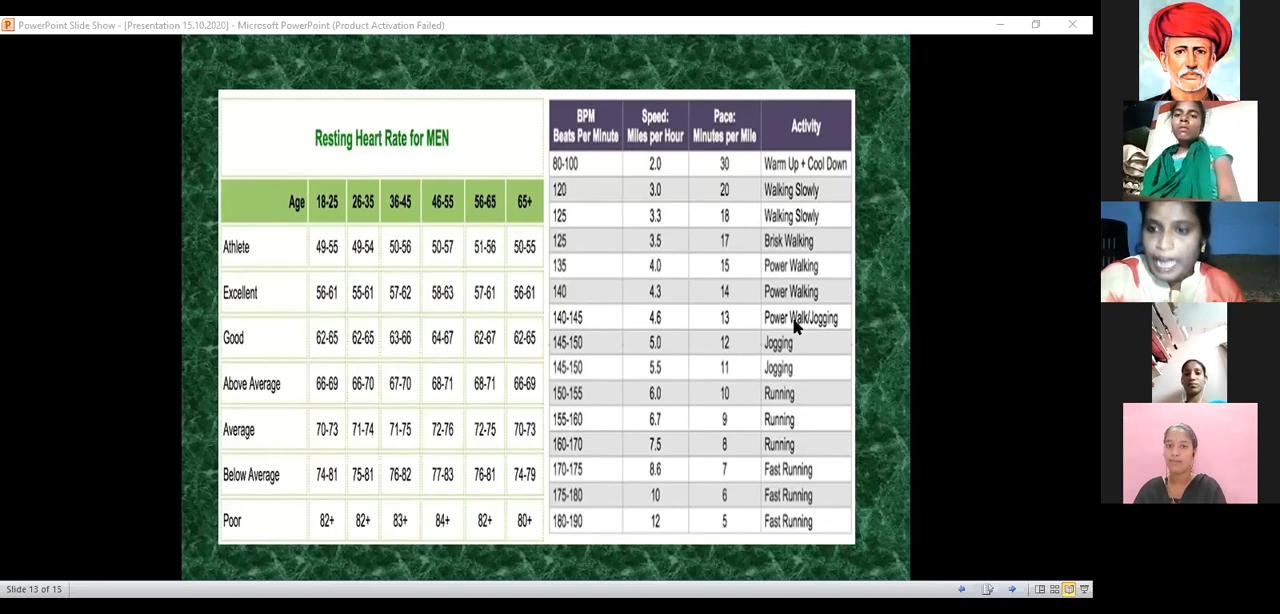 PowerPoint Slide Show - [Presentation 15.10.2020] - Microsoft PowerPoint (Product Activation Failed)
Resting Heart Rate for MEN
Age 18-25 26-35 36-45 46-55 56-65 65+
Athlete 49-55 49-54 50-56 50-57 51-56 50-55
Excellent 56-61 55-61 57-62 58-63 57-61 56-61
Good 62-65 62-65 63-66 64-67 62-67 62-65
Above Average 66-69 66-70 67-70 68-71 68-71 66-69
Average 70-73 71-74 71-75 72-76 72-75 70-73
Below Average 74-81 75-81 76-82 77-83 76-81 74-79
Poor 82+ 82+ 83+ 84+ 82+ 80+
BPM Speed: Pace: Activity
Beats Per Minute Miles per Hour Minutes per Mile
80-100 2.0 30 Warm Up + Cool Down
120 3.0 20 Walking Slowly
125 3.3 18 Walking Slowly
125 3.5 17 Brisk Walking
135 4.0 15 Power Walking
140 4.3 14 Power Walking
140-145 4.6 13 Power Walk/Jogging
145-150 5.0 12 Jogging
145-150 5.5 11 Jogging
150-155 6.0 10 Running
155-160 6.7 9 Running
160-170 7.5 8 Running
170-175 8.6 7 Fast Running
175-180 10 6 Fast Running
180-190 12 5 Fast Running
Slide 13 of 15